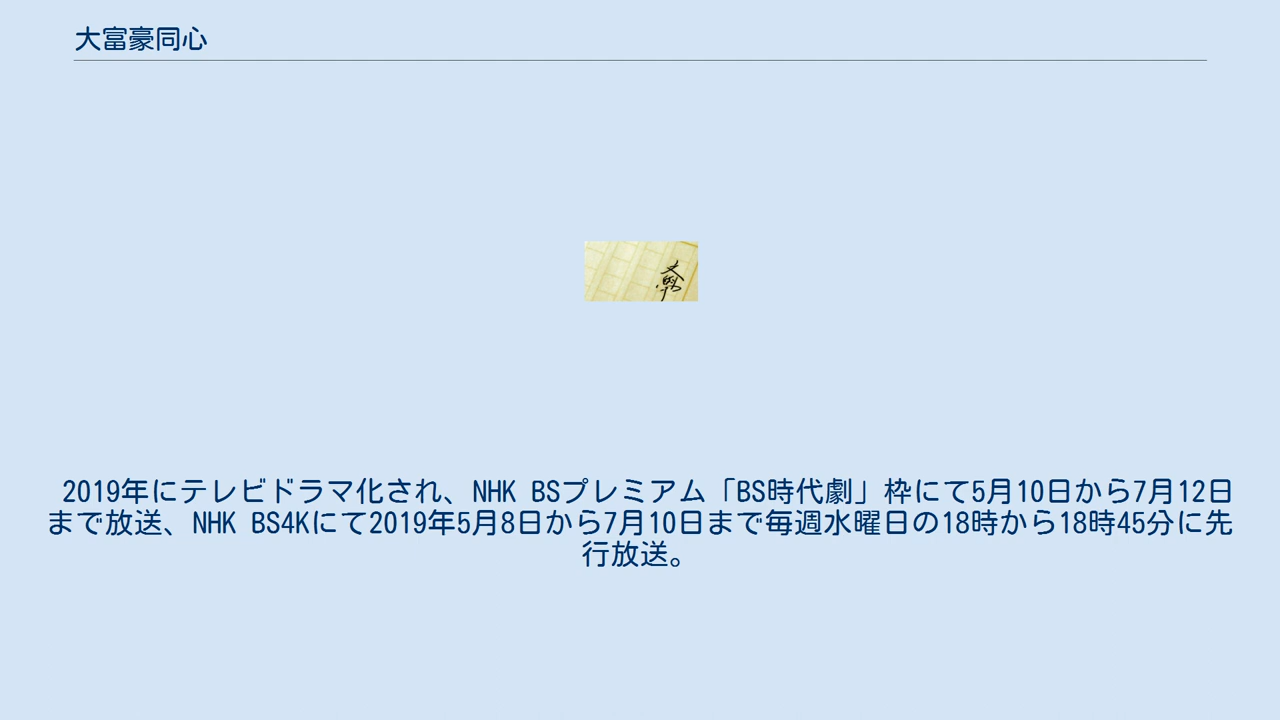 大富豪同心
2019年にテレビドラマ化され、NHK BSプレミアム「BS時代劇」枠にて5月10日から7月12日
まで放送、NHK BS4Kにて2019年5月8日から7月10日まで毎週水曜日の18時から18時45分に先
行放送。